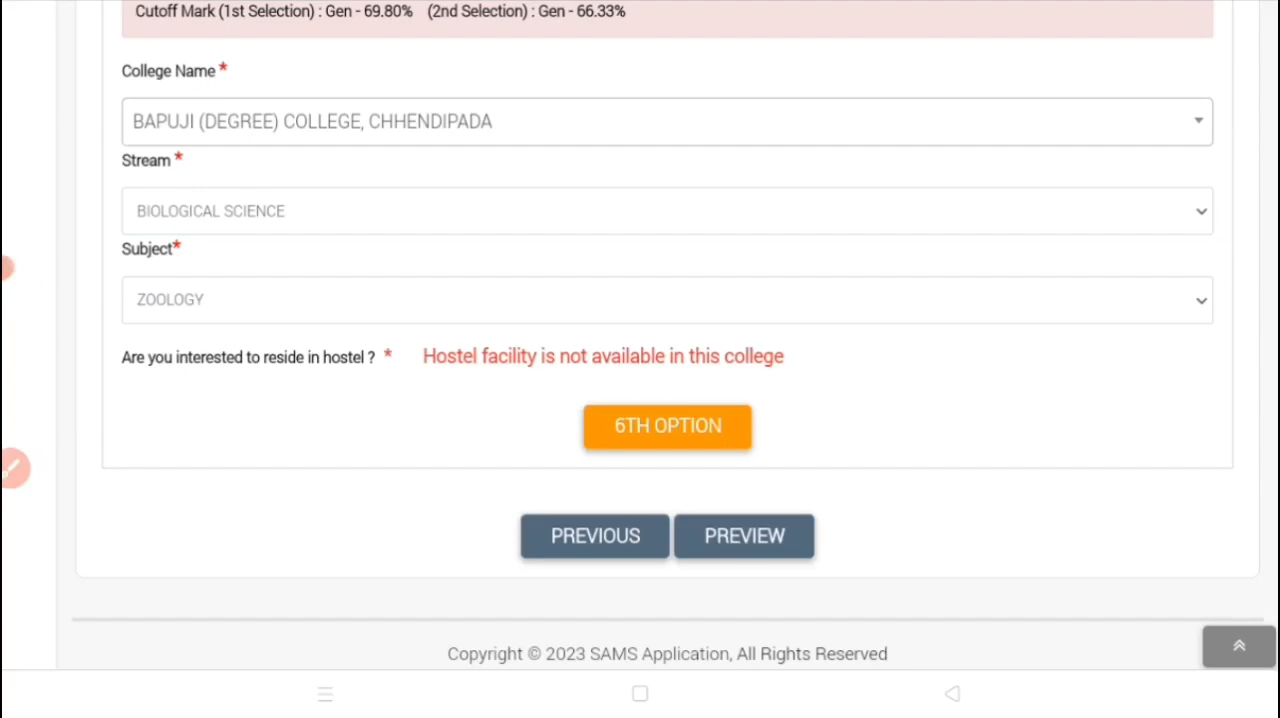 Cutoff Mark (1st Selection) : Gen - 69.80% (2nd Selection) : Gen - 66.33%
College Name *
BAPUJI (DEGREE) COLLEGE, CHHENDIPADA
Stream *
BIOLOGICAL SCIENCE
Subject*
ZOOLOGY
Are you interested to reside in hostel ? * Hostel facility is not available in this college
6TH OPTION
PREVIOUS PREVIEW
Copyright © 2023 SAMS Application, All Rights Reserved